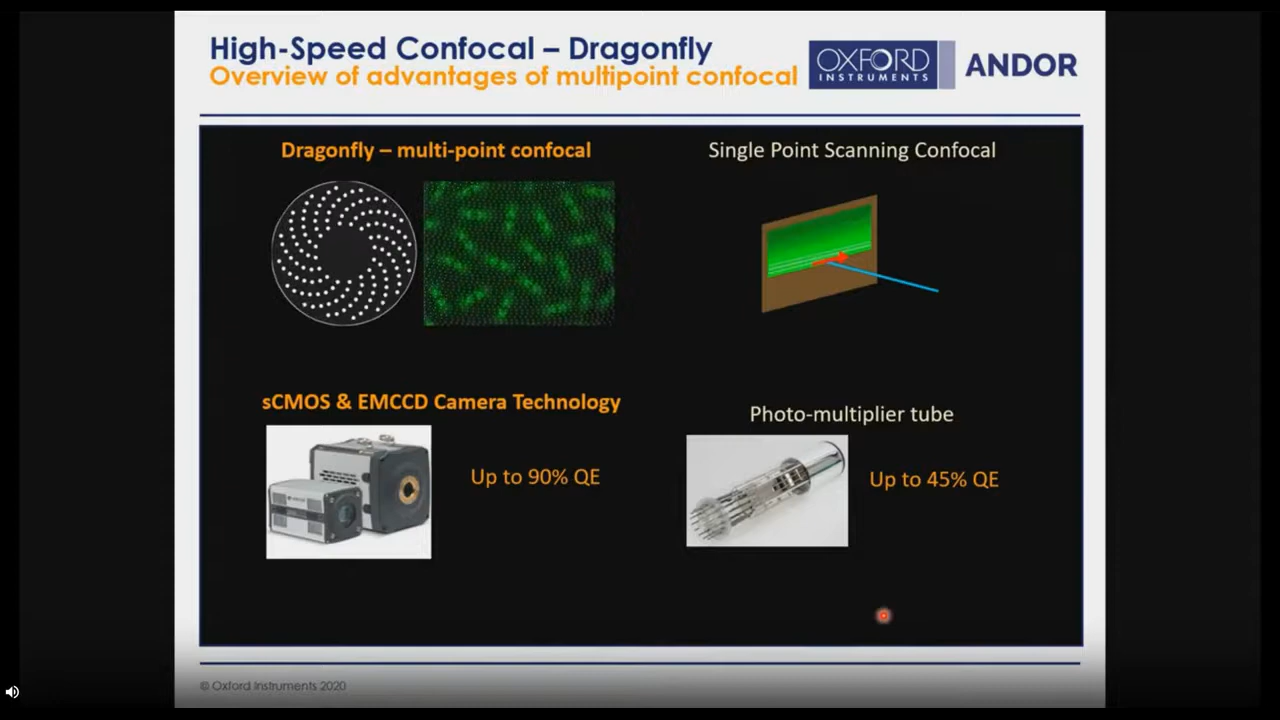 High-Speed Confocal – Dragonfly
Overview of advantages of multipoint confocal
OXFORD
INSTRUMENTS
ANDOR
Dragonfly – multi-point confocal
Single Point Scanning Confocal
sCMOS & EMCCD Camera Technology
Up to 90% QE
Photo-multiplier tube
Up to 45% QE
© Oxford Instruments 2020